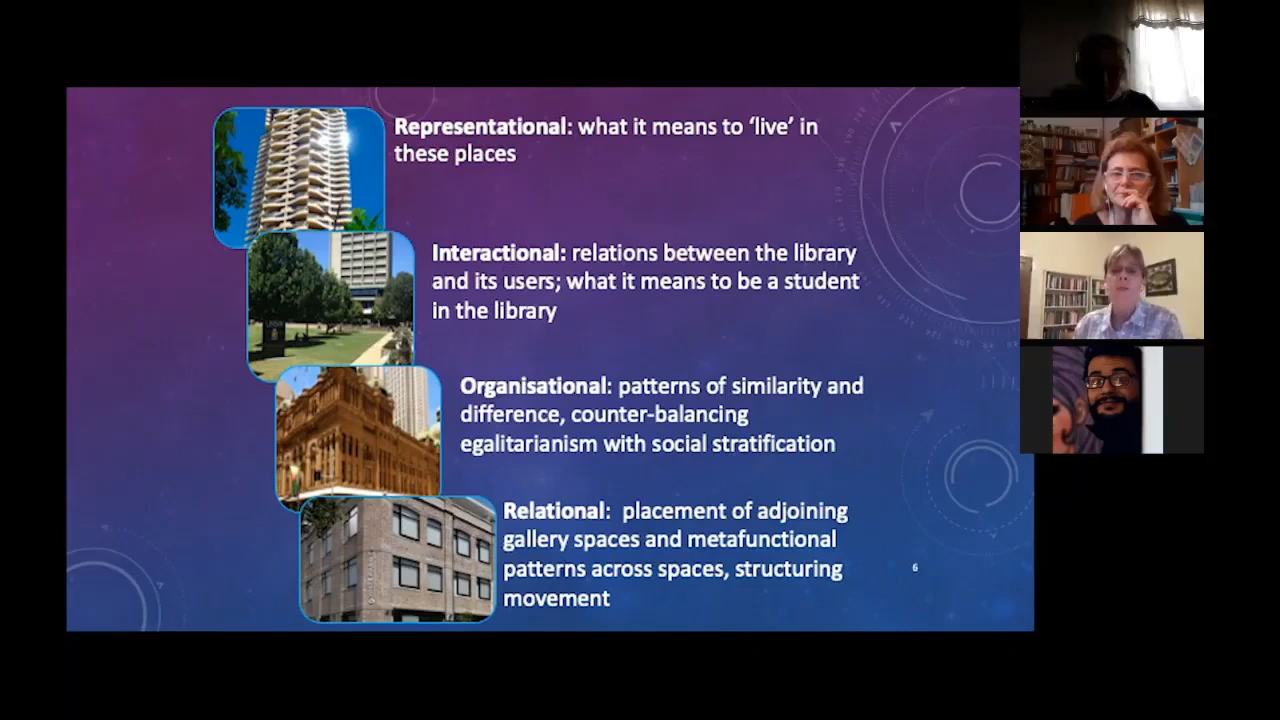 Representational: what it means to ‘live’ in
these places
Interactional: relations between the library
and its users; what it means to be a student
in the library
Organisational: patterns of similarity and
difference, counter-balancing
egalitarianism with social stratification
Relational:  placement of adjoining
gallery spaces and metafunctional
patterns across spaces, structuring
movement
6